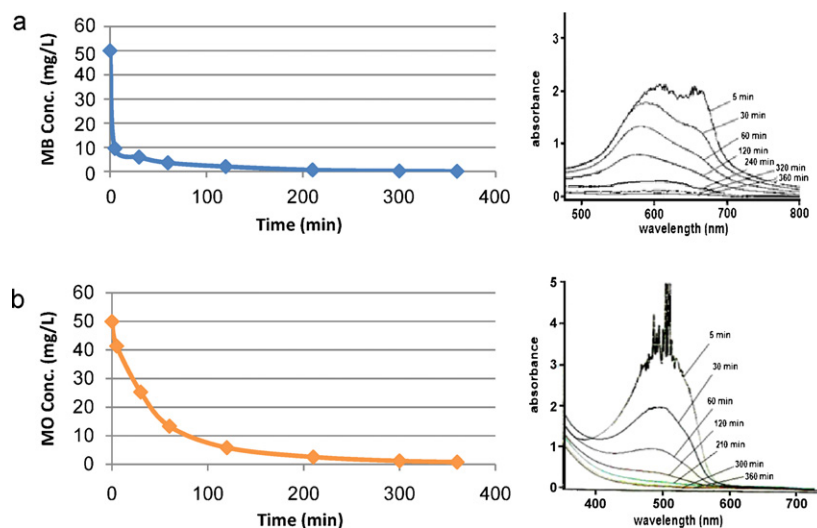 a
MB Conc. (mg/L)
60
50
40
30
20
10
0
0 100 200 300 400
Time (min)
absorbance
3
2
1
0
5 min
30 min
60 min
120 min
240 min
320 min
360 min
500 600 700 800
wavelength (nm)
b
MO Conc. (mg/L)
60
50
40
30
20
10
0
0 100 200 300 400
Time (min)
absorbance
5
4
3
2
1
0
5 min
30 min
60 min
120 min
210 min
300 min
360 min
400 500 600 700
wavelength (nm)